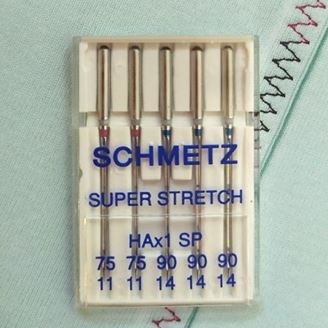 SCHMETZ
SUPER STRETCH
HAx1 SP
75 75 90 90 90
11 11 14 14 14